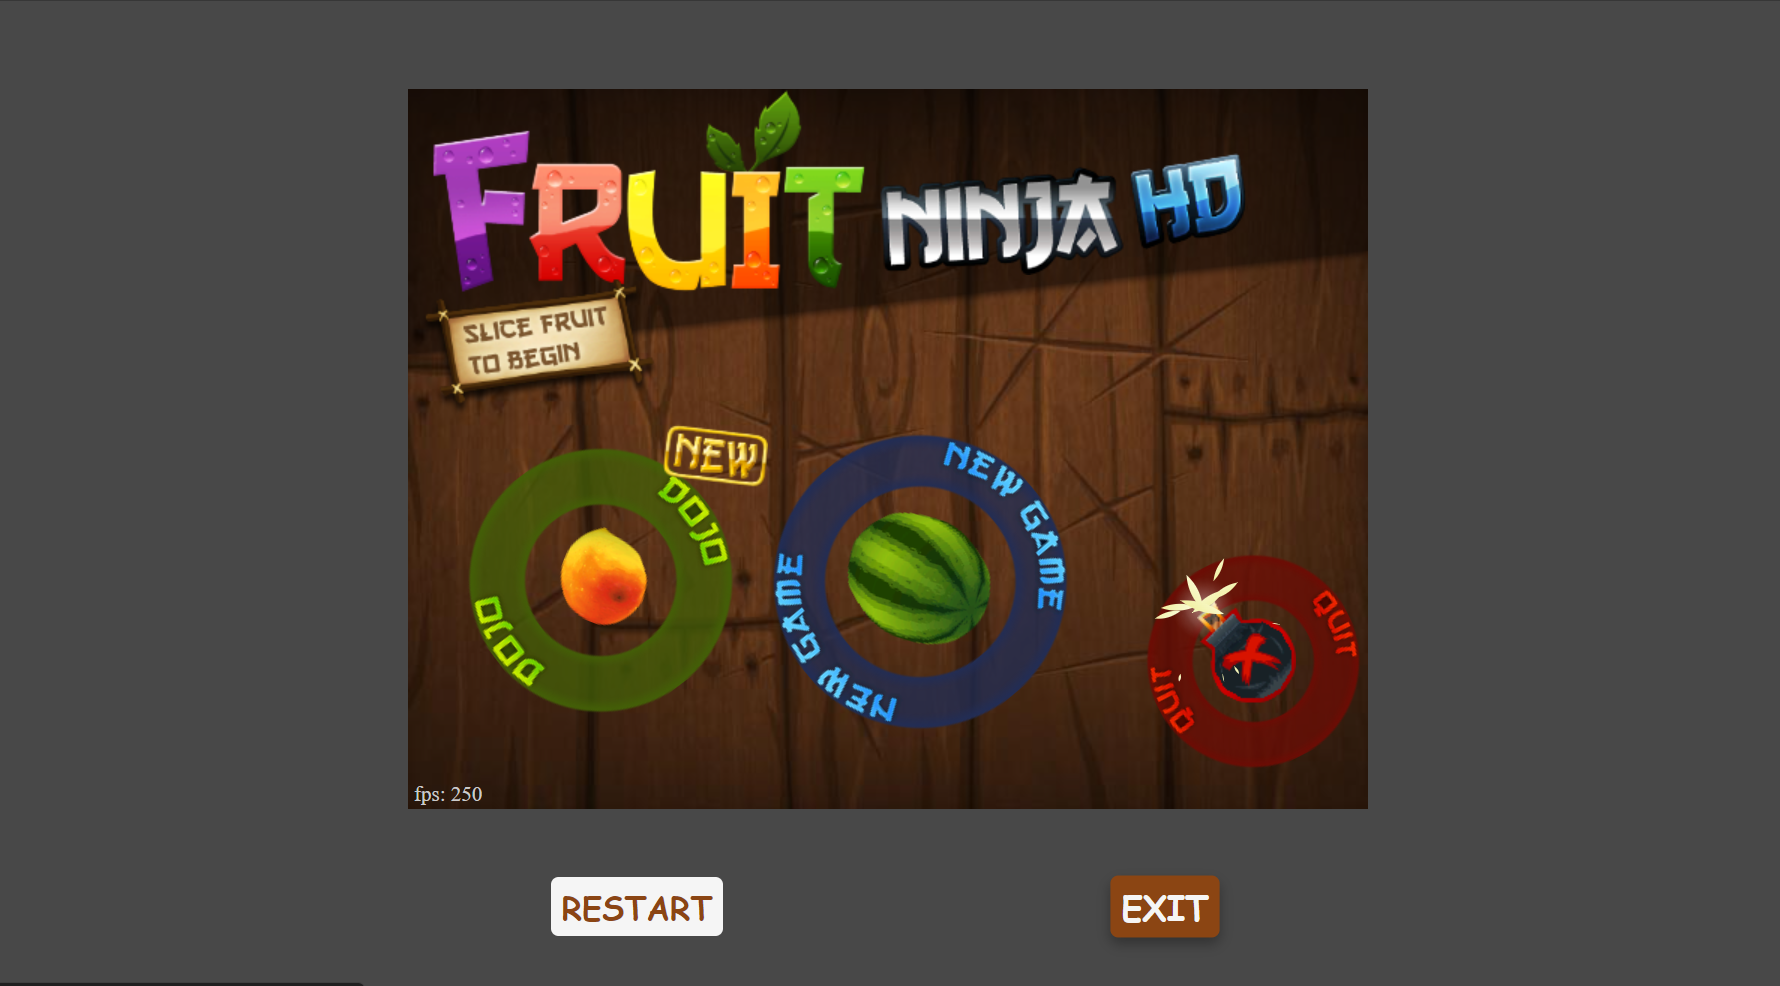 FRUIT NINJA HD
SLICE FRUIT
TO BEGIN
NEW
DOJO
DOJO
NEW GAME
NEW GAME
QUIT
QUIT
fps: 250
RESTART
EXIT